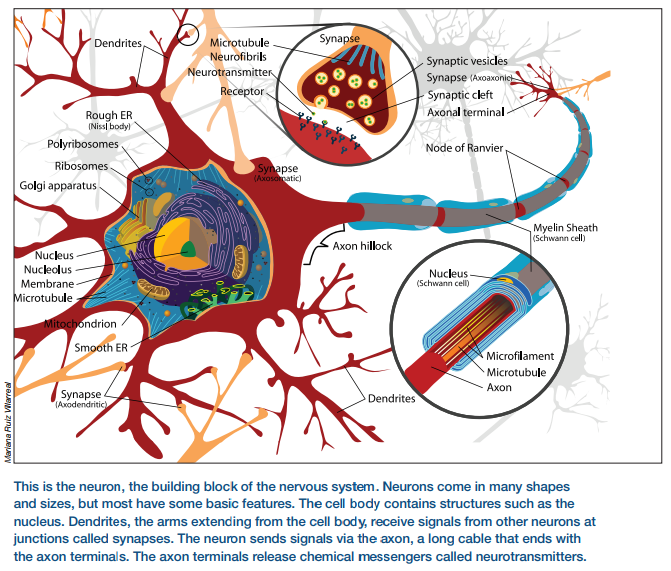 Dendrites
Microtubule
Neurofibrils
Neurotransmitter
Receptor
Synapse
Synaptic vesicles
Synapse (Axoaxonic)
Synaptic cleft
Axonal terminal
Rough ER
(Nissl body)
Polyribosomes
Ribosomes
Golgi apparatus
Synapse
(Axosomatic)
Node of Ranvier
Myelin Sheath
(Schwann cell)
Axon hillock
Nucleus
Nucleolus
Membrane
Microtubule
Mitochondrion
Smooth ER
Nucleus
(Schwann cell)
Microfilament
Microtubule
Axon
Synapse
(Axodendritic)
Dendrites
Mariana Ruiz Villarreal
This is the neuron, the building block of the nervous system. Neurons come in many shapes
and sizes, but most have some basic features. The cell body contains structures such as the
nucleus. Dendrites, the arms extending from the cell body, receive signals from other neurons at
junctions called synapses. The neuron sends signals via the axon, a long cable that ends with
the axon terminals. The axon terminals release chemical messengers called neurotransmitters.